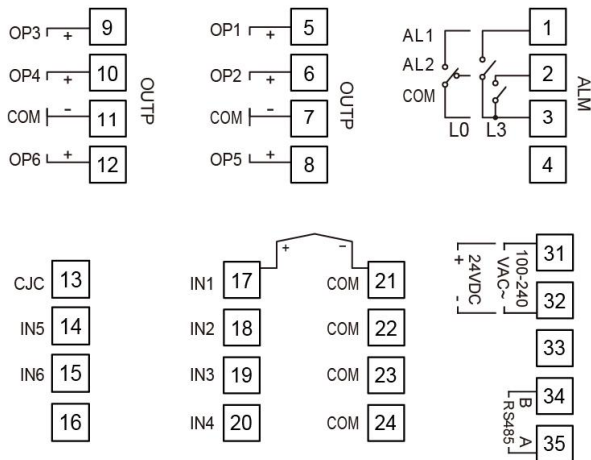 OP3 + 9
OP4 + 10
COM - 11
OP6 + 12
OUTP
OP1 + 5
OP2 + 6
COM - 7
OP5 + 8
OUTP
AL1 1
AL2 2
COM 3
L0 L3
4
ALM
CJC 13
IN5 14
IN6 15
16
+ -
IN1 17
IN2 18
IN3 19
IN4 20
COM 21
COM 22
COM 23
COM 24
+ 24VDC -
100-240
VAC~
31
32
33
34
35
B A
RS485